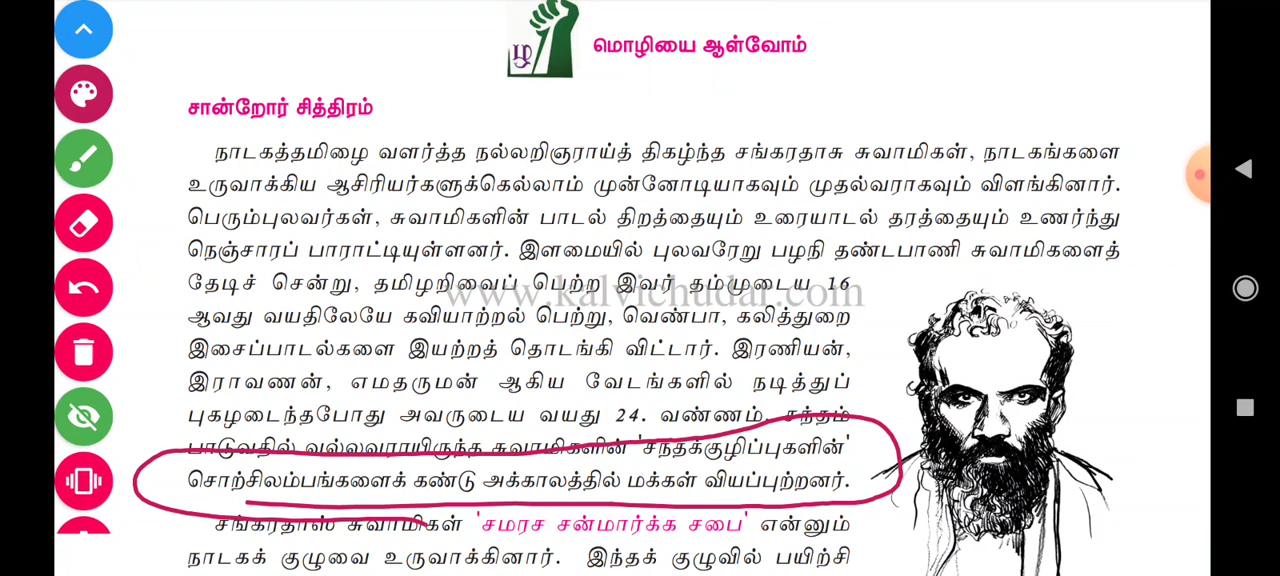 ழ
மொழியை ஆள்வோம்
சான்றோர் சித்திரம்
நாடகத்தமிழை வளர்த்த நல்லறிஞராய்த் திகழ்ந்த சங்கரதாசு சுவாமிகள், நாடகங்களை
உருவாக்கிய ஆசிரியர்களுக்கெல்லாம் முன்னோடியாகவும் முதல்வராகவும் விளங்கினார்.
பெரும்புலவர்கள், சுவாமிகளின் பாடல் திறத்தையும் உரையாடல் தரத்தையும் உணர்ந்து
நெஞ்சாரப் பாராட்டியுள்ளனர். இளமையில் புலவரேறு பழநி தண்டபாணி சுவாமிகளைத்
தேடிச் சென்று, தமிழறிவைப் பெற்ற இவர் தம்முடைய 16
www.kalvichudar.com
ஆவது வயதிலேயே கவியாற்றல் பெற்று, வெண்பா, கலித்துறை
இசைப்பாடல்களை இயற்றத் தொடங்கி விட்டார். இரணியன்,
இராவணன், எமதருமன் ஆகிய வேடங்களில் நடித்துப்
புகழடைந்தபோது அவருடைய வயது 24. வண்ணம், சந்தம்
பாடுவதில் வல்லவராயிருந்த சுவாமிகளின் 'சந்தக்குழிப்புகளின்'
சொற்சிலம்பங்களைக் கண்டு அக்காலத்தில் மக்கள் வியப்புற்றனர்.
சங்கரதாஸ் சுவாமிகள் 'சமரச சன்மார்க்க சபை' என்னும்
நாடகக் குழுவை உருவாக்கினார். இந்தக் குழுவில் பயிற்சி